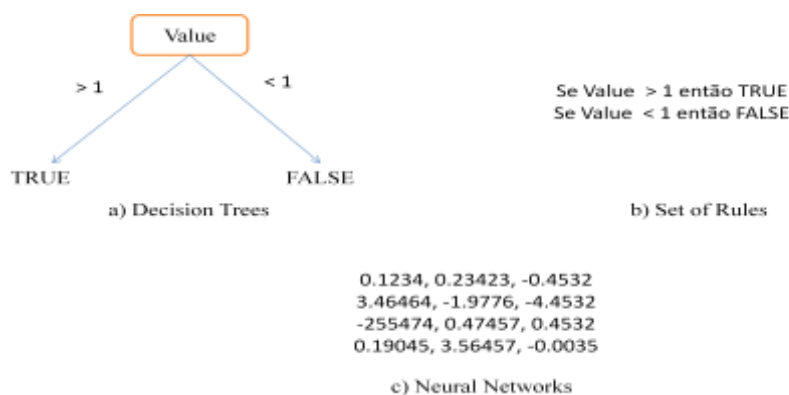 Value
> 1
< 1
TRUE
FALSE
a) Decision Trees
Se Value > 1 então TRUE
Se Value < 1 então FALSE
b) Set of Rules
0.1234, 0.23423, -0.4532
3.46464, -1.9776, -4.4532
-255474, 0.47457, 0.4532
0.19045, 3.56457, -0.0035
c) Neural Networks